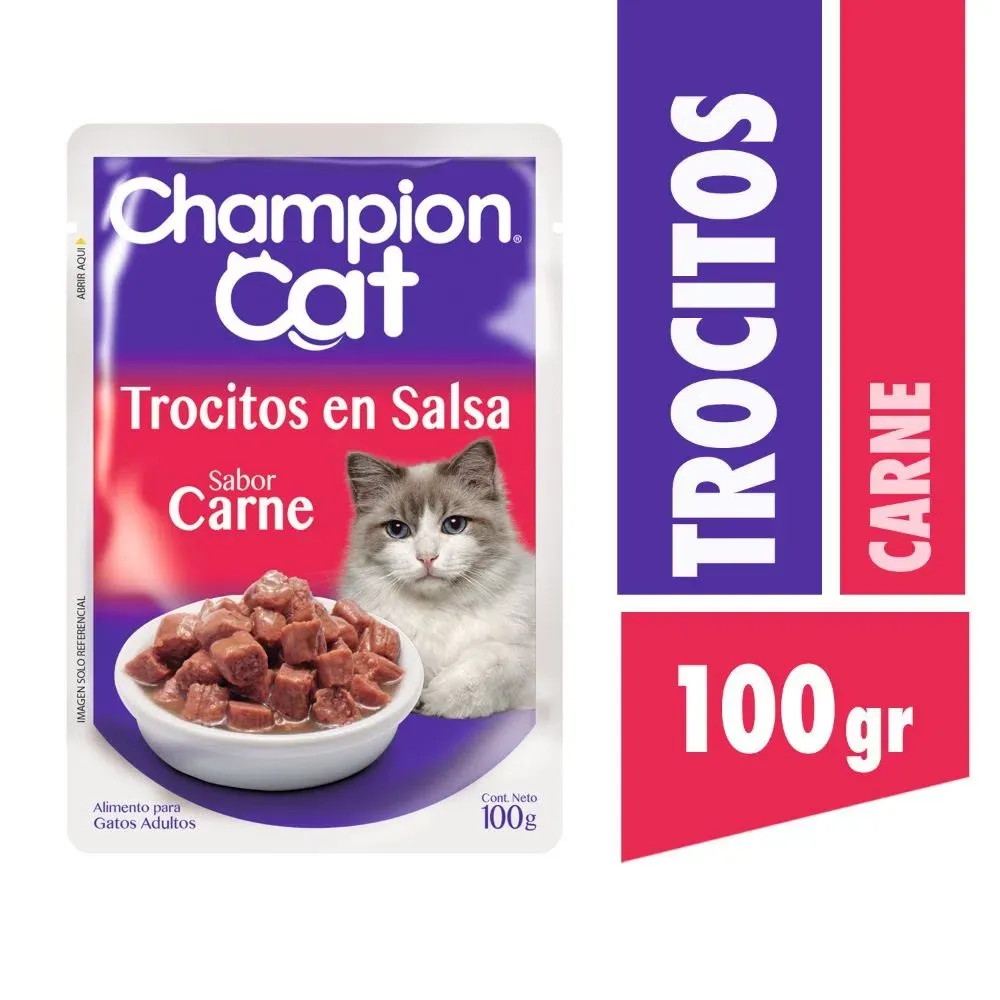 Champion
Cat
ABRIR AQUI
Trocitos en Salsa
Sabor
Carne
IMAGEN SOLO REFERENCIAL
Alimento para
Gatos Adultos
Cont. Neto
100g
TROCITOS
CARNE
100 gr